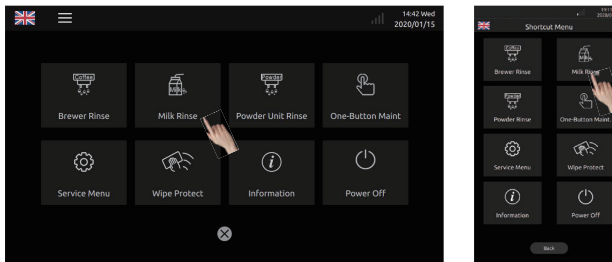 14:42 Wed
2020/01/15
Coffee
Milk
Powder
Brewer Rinse
Milk Rinse
Powder Unit Rinse
One-Button Maint
Service Menu
Wipe Protect
Information
Power Off
Shortcut Menu
Coffee
Milk
Brewer Rinse
Milk Rinse
Powder
Powder Rinse
One-Button Maint.
Service Menu
Wipe Protect
Information
Power Off
Back